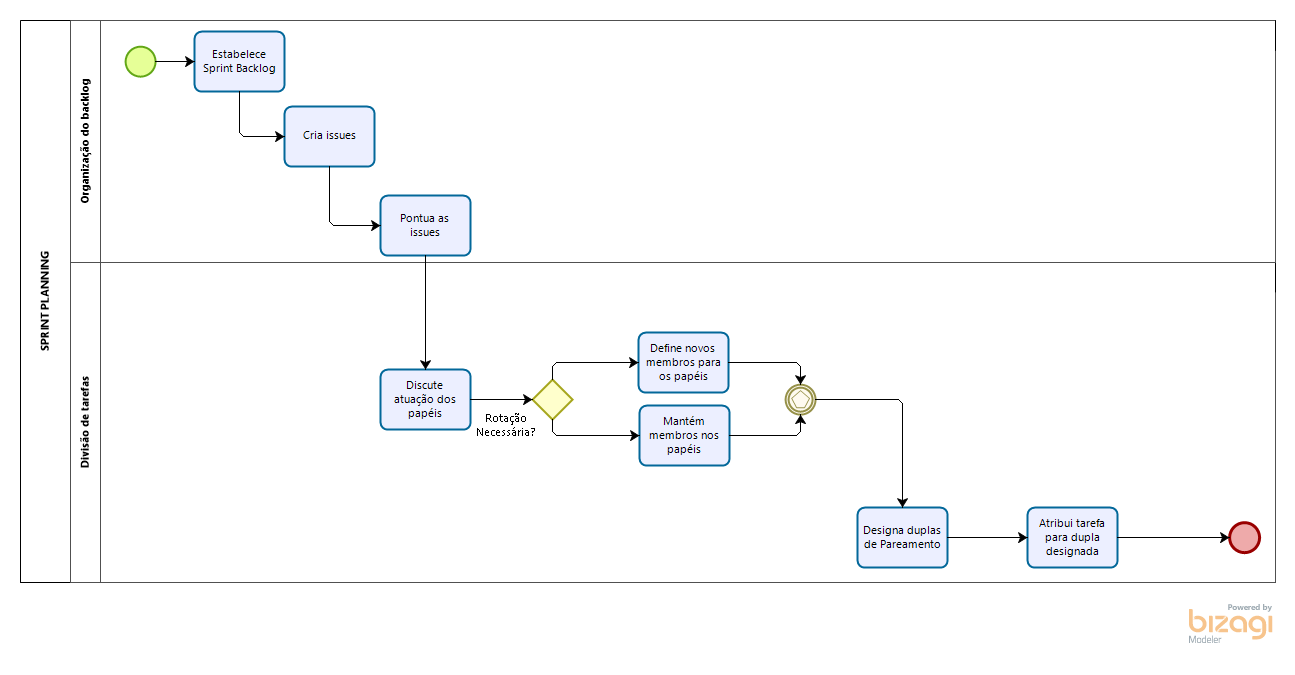 SPRINT PLANNING
Organização do backlog
Estabelece
Sprint Backlog
Cria issues
Pontua as
issues
Divisão de tarefas
Discute
atuação dos
papéis
Rotação
Necessária?
Define novos
membros para
os papéis
Mantém
membros nos
papéis
Designa duplas
de Pareamento
Atribui tarefa
para dupla
designada
Powered by
bizagi
Modeler